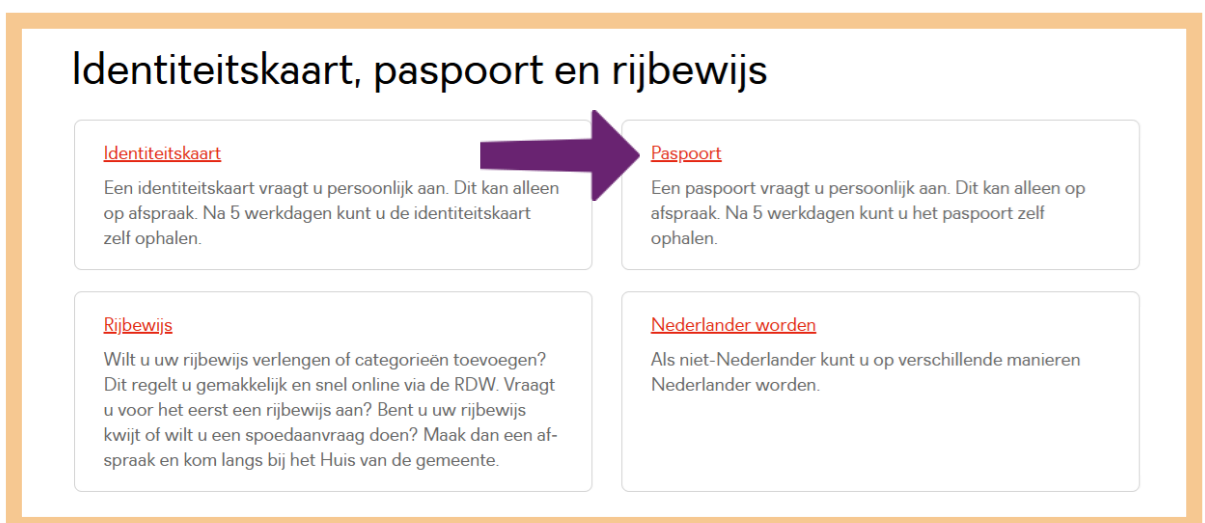 Identiteitskaart, paspoort en rijbewijs
Identiteitskaart
Een identiteitskaart vraagt u persoonlijk aan. Dit kan alleen
op afspraak. Na 5 werkdagen kunt u de identiteitskaart
zelf ophalen.
Paspoort
Een paspoort vraagt u persoonlijk aan. Dit kan alleen op
afspraak. Na 5 werkdagen kunt u het paspoort zelf
ophalen.
Rijbewijs
Wilt u uw rijbewijs verlengen of categorieën toevoegen?
Dit regelt u gemakkelijk en snel online via de RDW. Vraagt
u voor het eerst een rijbewijs aan? Bent u uw rijbewijs
kwijt of wilt u een spoedaanvraag doen? Maak dan een af-
spraak en kom langs bij het Huis van de gemeente.
Nederlander worden
Als niet-Nederlander kunt u op verschillende manieren
Nederlander worden.